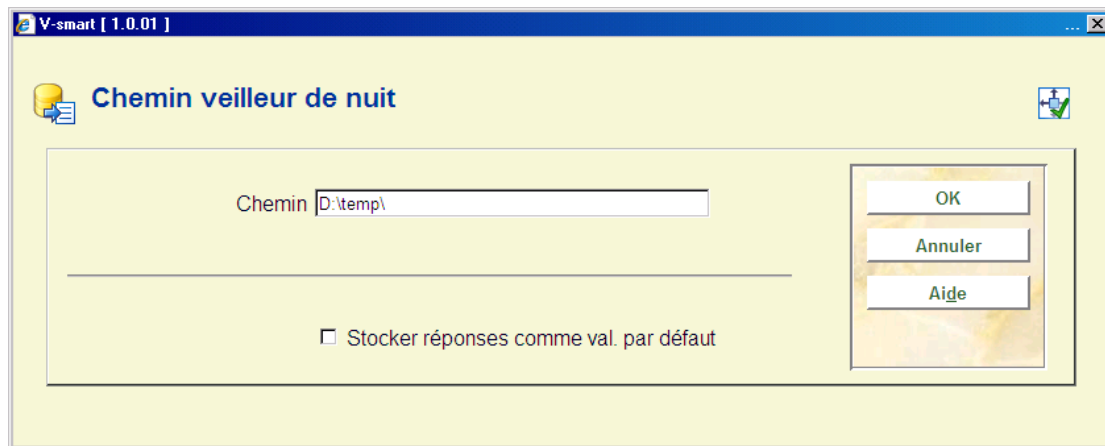 V-smart [ 1.0.01 ]
...
Chemin veilleur de nuit
Chemin D:\temp\
OK
Annuler
Aide
Stocker réponses comme val. par défaut